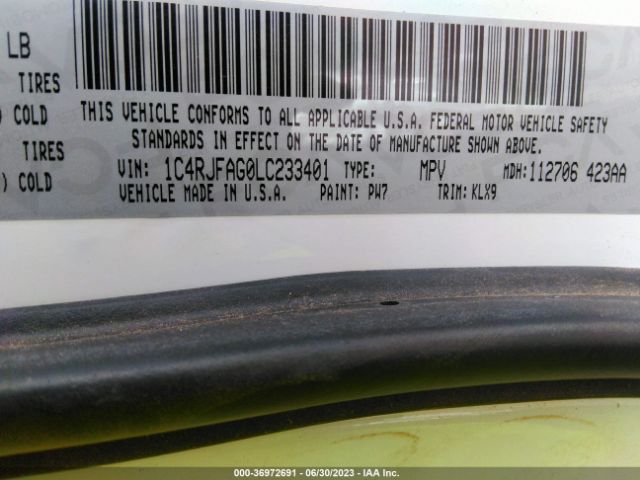 LB
TIRES
) COLD
TIRES
) COLD
THIS VEHICLE CONFORMS TO ALL APPLICABLE U.S.A. FEDERAL MOTOR VEHICLE SAFETY
STANDARDS IN EFFECT ON THE DATE OF MANUFACTURE SHOWN ABOVE.
VIN: 1C4RJFAG0LC233401 TYPE: MPV MDH: 112706 423AA
VEHICLE MADE IN U.S.A. PAINT: PW7 TRIM: KLX9
000-36972691 - 06/30/2023 - IAA Inc.